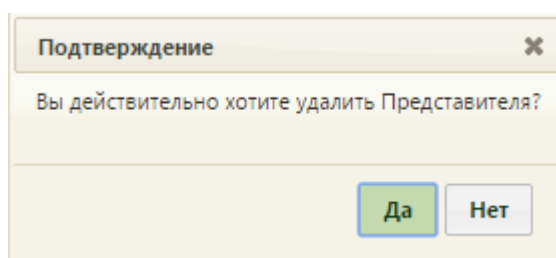 Подтверждение
Вы действительно хотите удалить Представителя?
Да Нет